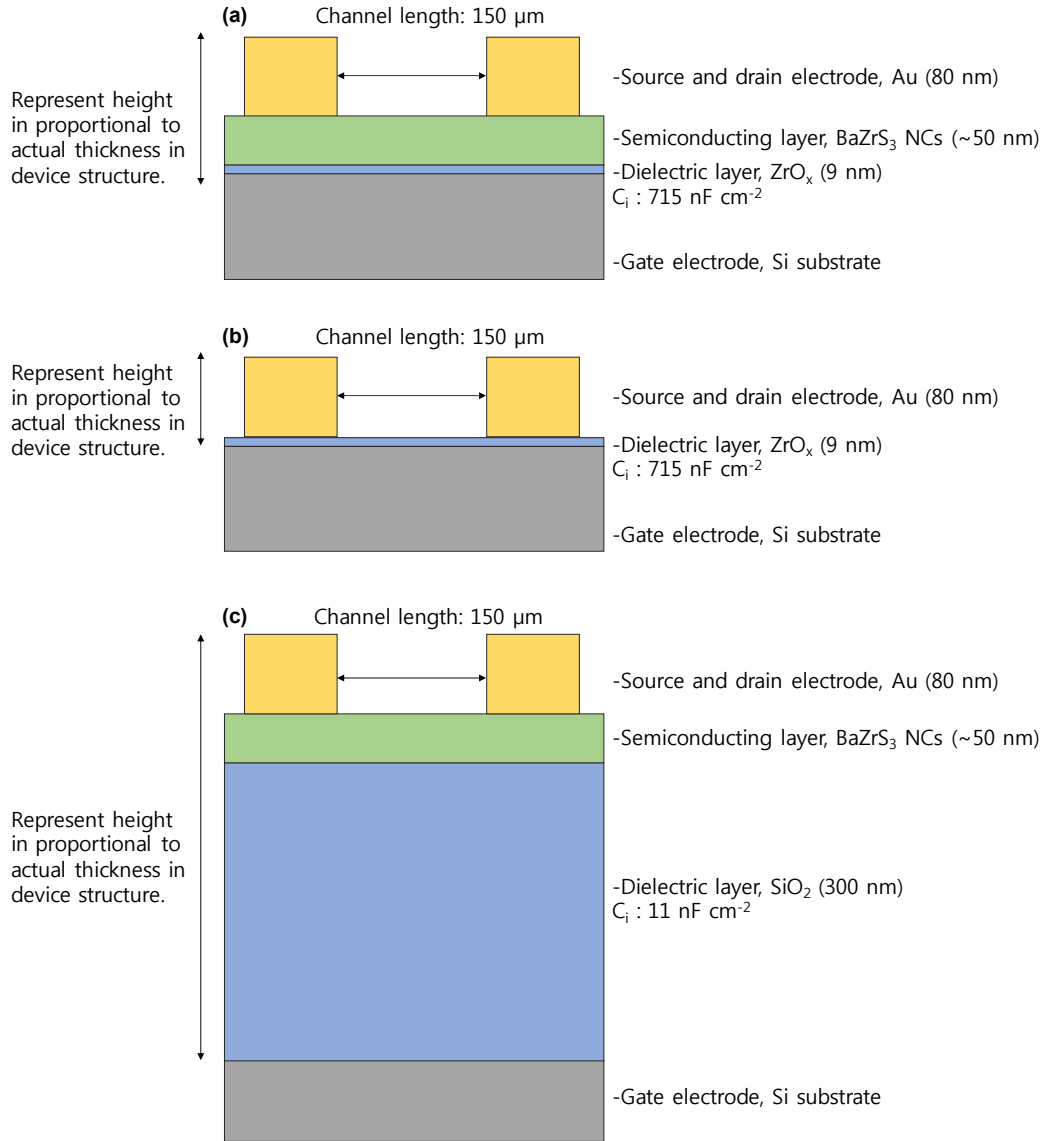 (a) Channel length: 150 µm
Represent height
in proportional to
actual thickness in
device structure.
-Source and drain electrode, Au (80 nm)
-Semiconducting layer, BaZrS₃ NCs (~50 nm)
-Dielectric layer, ZrOₓ (9 nm)
Cᵢ : 715 nF cm⁻²
-Gate electrode, Si substrate
(b) Channel length: 150 µm
Represent height
in proportional to
actual thickness in
device structure.
-Source and drain electrode, Au (80 nm)
-Dielectric layer, ZrOₓ (9 nm)
Cᵢ : 715 nF cm⁻²
-Gate electrode, Si substrate
(c) Channel length: 150 µm
-Source and drain electrode, Au (80 nm)
-Semiconducting layer, BaZrS₃ NCs (~50 nm)
Represent height
in proportional to
actual thickness in
device structure.
-Dielectric layer, SiO₂ (300 nm)
Cᵢ : 11 nF cm⁻²
-Gate electrode, Si substrate